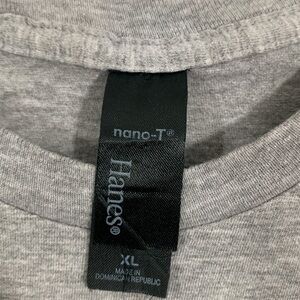 nano-T®
Hanes®
XL
MADE IN
DOMINICAN REPUBLIC